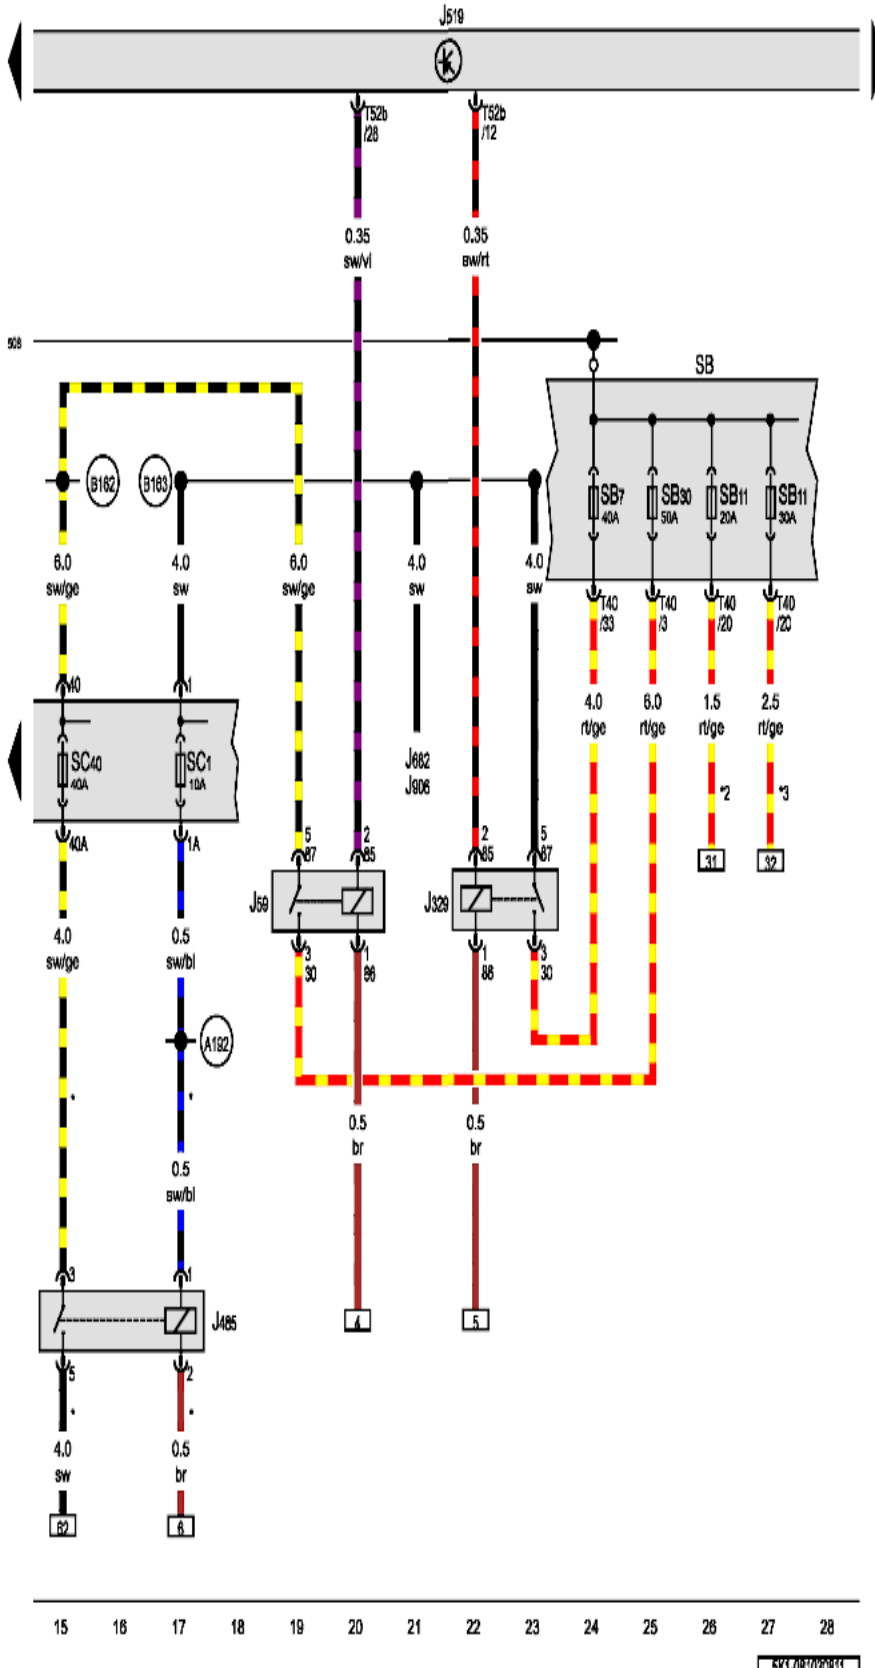 J519
T52b
/28
T52b
/12
0.35
sw/vi
0.35
sw/rt
508
SB
B162
B163
SB7
40A
SB30
50A
SB11
20A
SB11
30A
6.0
sw/ge
4.0
sw
6.0
sw/ge
4.0
sw
4.0
sw
T40
/33
T40
/3
T40
/20
T40
/20
40
1
4.0
rt/ge
6.0
rt/ge
1.5
rt/ge
2.5
rt/ge
SC40
40A
SC1
10A
J682
J906
*2
*3
40A
1A
5
87
2
85
2
85
5
87
31
32
J59
J329
4.0
sw/ge
0.5
sw/bl
3
30
1
86
1
86
3
30
A192
*
*
0.5
br
0.5
br
0.5
sw/bl
3
1
J485
4
5
5
2
*
*
4.0
sw
0.5
br
62
6
15 16 17 18 19 20 21 22 23 24 25 26 27 28